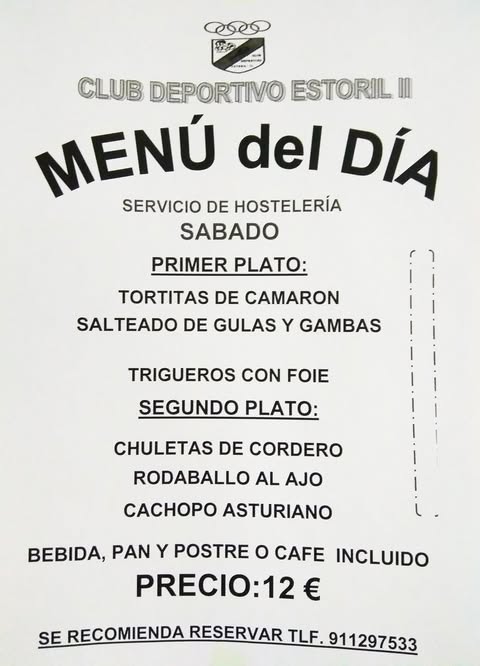 CLUB DEPORTIVO ESTORIL II
MENÚ del DÍA
SERVICIO DE HOSTELERÍA
SABADO
PRIMER PLATO:
TORTITAS DE CAMARON
SALTEADO DE GULAS Y GAMBAS
TRIGUEROS CON FOIE
SEGUNDO PLATO:
CHULETAS DE CORDERO
RODABALLO AL AJO
CACHOPO ASTURIANO
BEBIDA, PAN Y POSTRE O CAFE INCLUIDO
PRECIO:12 €
SE RECOMIENDA RESERVAR TLF. 911297533